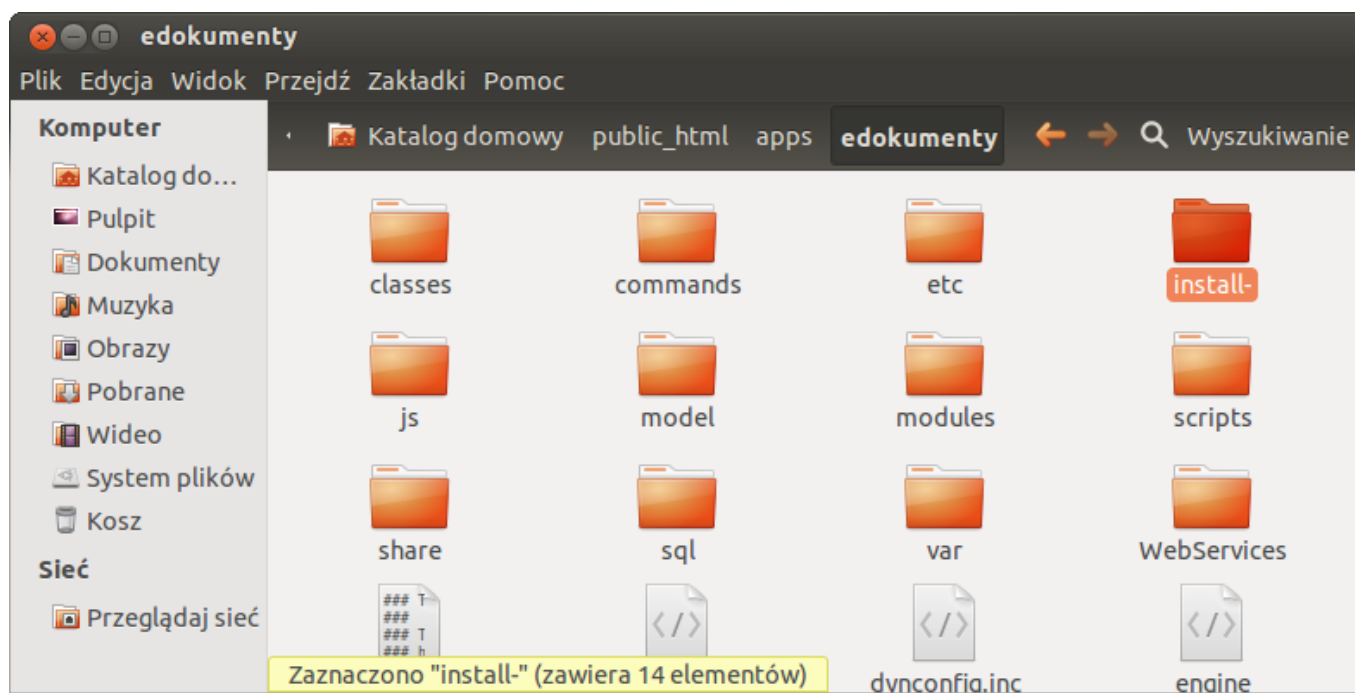 edokumenty
Plik Edycja Widok Przejdź Zakładki Pomoc
Komputer
Katalog do...
Pulpit
Dokumenty
Muzyka
Obrazy
Pobrane
Wideo
System plików
Kosz
Sieć
Przeglądaj sieć
Katalog domowy public_html apps edokumenty Wyszukiwanie
classes commands etc install-
js model modules scripts
share sql var WebServices
### T
###
### T
### h
dynconfig.inc engine
Zaznaczono "install-" (zawiera 14 elementów)